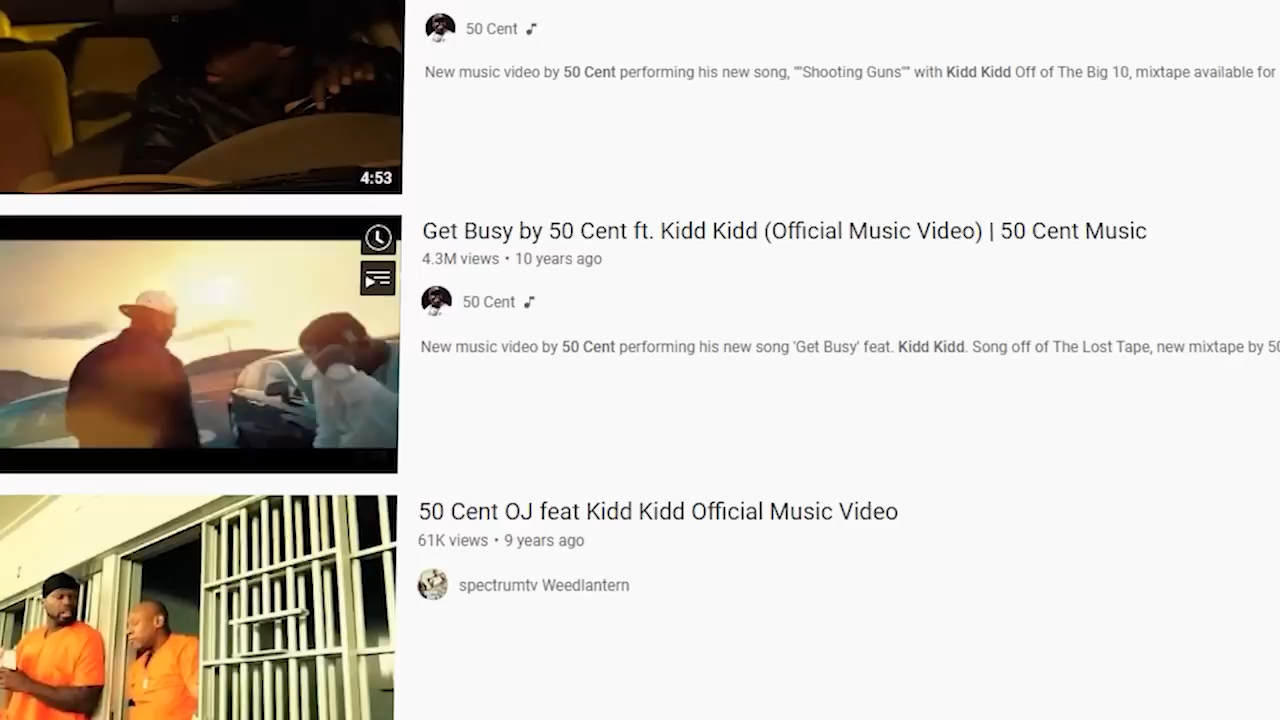 50 Cent
New music video by 50 Cent performing his new song, ""Shooting Guns"" with Kidd Kidd Off of The Big 10, mixtape available for
4:53
Get Busy by 50 Cent ft. Kidd Kidd (Official Music Video) | 50 Cent Music
4.3M views • 10 years ago
50 Cent
New music video by 50 Cent performing his new song 'Get Busy' feat. Kidd Kidd. Song off of The Lost Tape, new mixtape by 50
50 Cent OJ feat Kidd Kidd Official Music Video
61K views • 9 years ago
spectrumtv Weedlantern